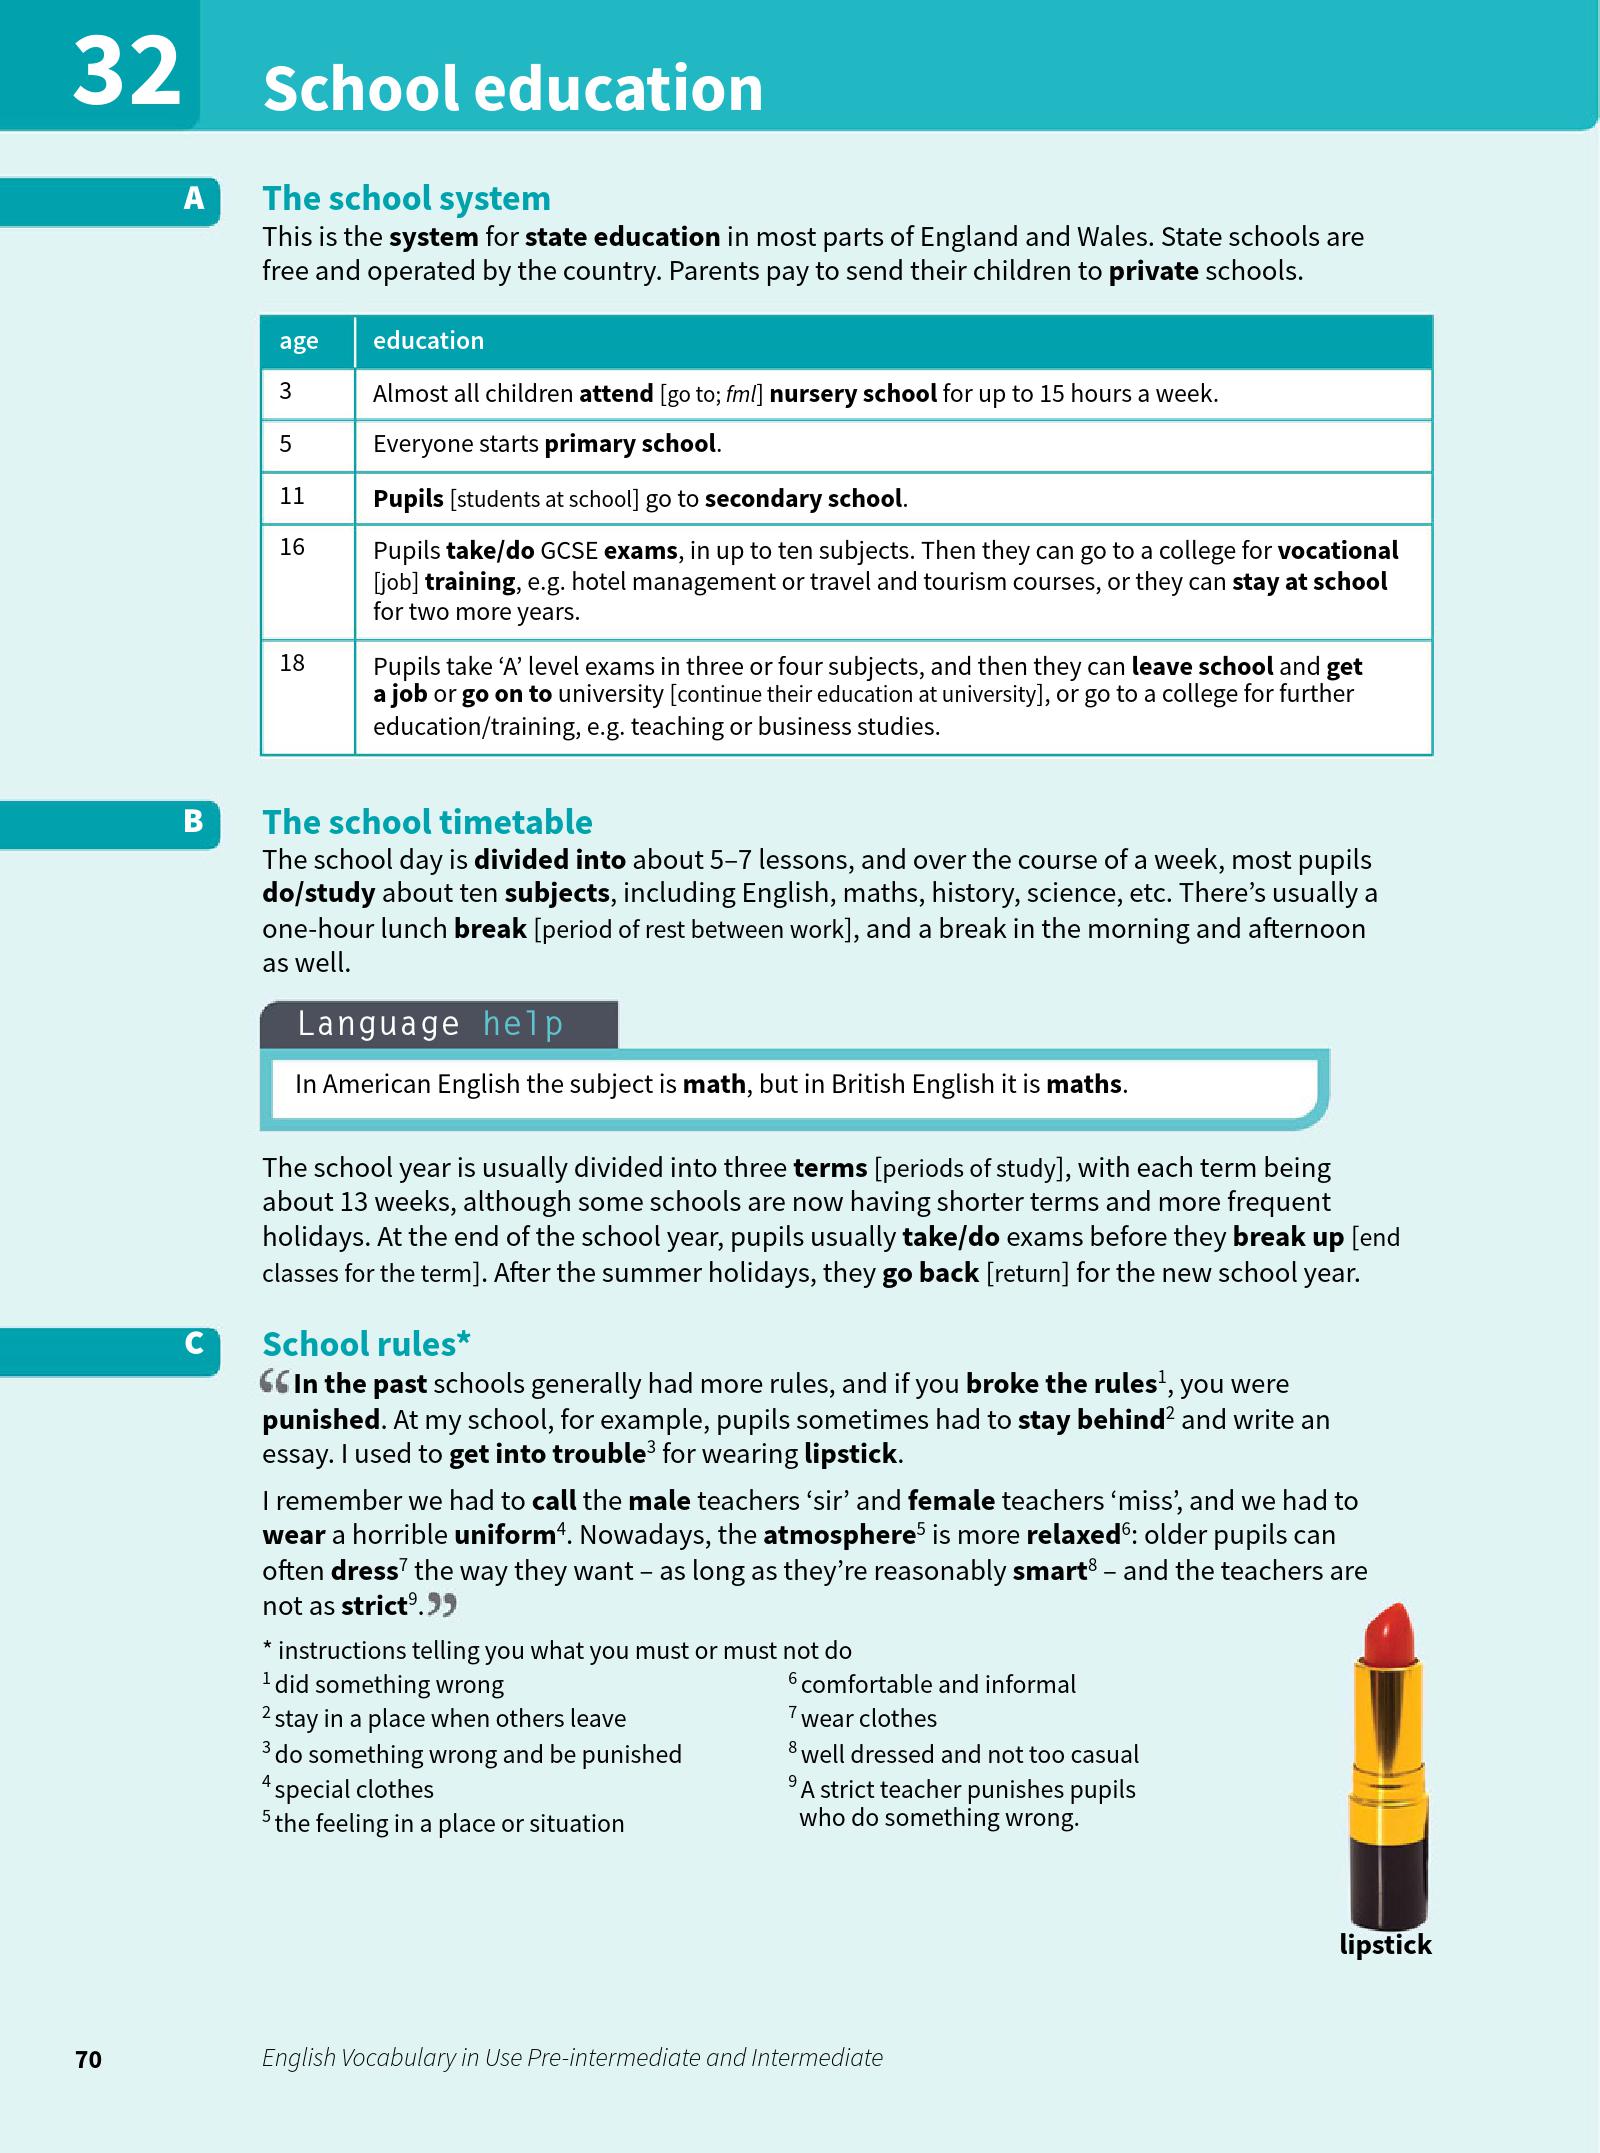 32
School education
A
The school system
This is the system for state education in most parts of England and Wales. State schools are
free and operated by the country. Parents pay to send their children to private schools.
age education
3 Almost all children attend [go to; fml] nursery school for up to 15 hours a week.
5 Everyone starts primary school.
11 Pupils [students at school] go to secondary school.
16 Pupils take/do GCSE exams, in up to ten subjects. Then they can go to a college for vocational
[job] training, e.g. hotel management or travel and tourism courses, or they can stay at school
for two more years.
18 Pupils take ‘A’ level exams in three or four subjects, and then they can leave school and get
a job or go on to university [continue their education at university], or go to a college for further
education/training, e.g. teaching or business studies.
B
The school timetable
The school day is divided into about 5–7 lessons, and over the course of a week, most pupils
do/study about ten subjects, including English, maths, history, science, etc. There’s usually a
one-hour lunch break [period of rest between work], and a break in the morning and afternoon
as well.
Language help
In American English the subject is math, but in British English it is maths.
The school year is usually divided into three terms [periods of study], with each term being
about 13 weeks, although some schools are now having shorter terms and more frequent
holidays. At the end of the school year, pupils usually take/do exams before they break up [end
classes for the term]. After the summer holidays, they go back [return] for the new school year.
C
School rules*
“In the past schools generally had more rules, and if you broke the rules1, you were
punished. At my school, for example, pupils sometimes had to stay behind2 and write an
essay. I used to get into trouble3 for wearing lipstick.
I remember we had to call the male teachers ‘sir’ and female teachers ‘miss’, and we had to
wear a horrible uniform4. Nowadays, the atmosphere5 is more relaxed6: older pupils can
often dress7 the way they want – as long as they’re reasonably smart8 – and the teachers are
not as strict9.”
* instructions telling you what you must or must not do
1 did something wrong
2 stay in a place when others leave
3 do something wrong and be punished
4 special clothes
5 the feeling in a place or situation
6 comfortable and informal
7 wear clothes
8 well dressed and not too casual
9 A strict teacher punishes pupils
who do something wrong.
lipstick
70
English Vocabulary in Use Pre-intermediate and Intermediate